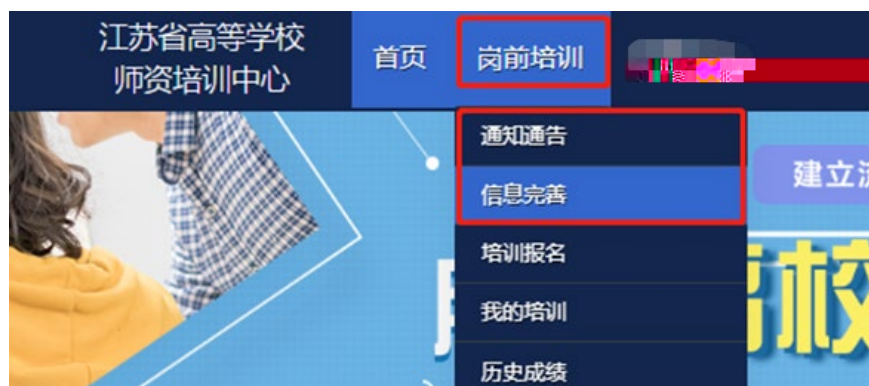 江苏省高等学校
师资培训中心
首页
岗前培训
通知通告
信息完善
培训报名
我的培训
历史成绩
建立
校